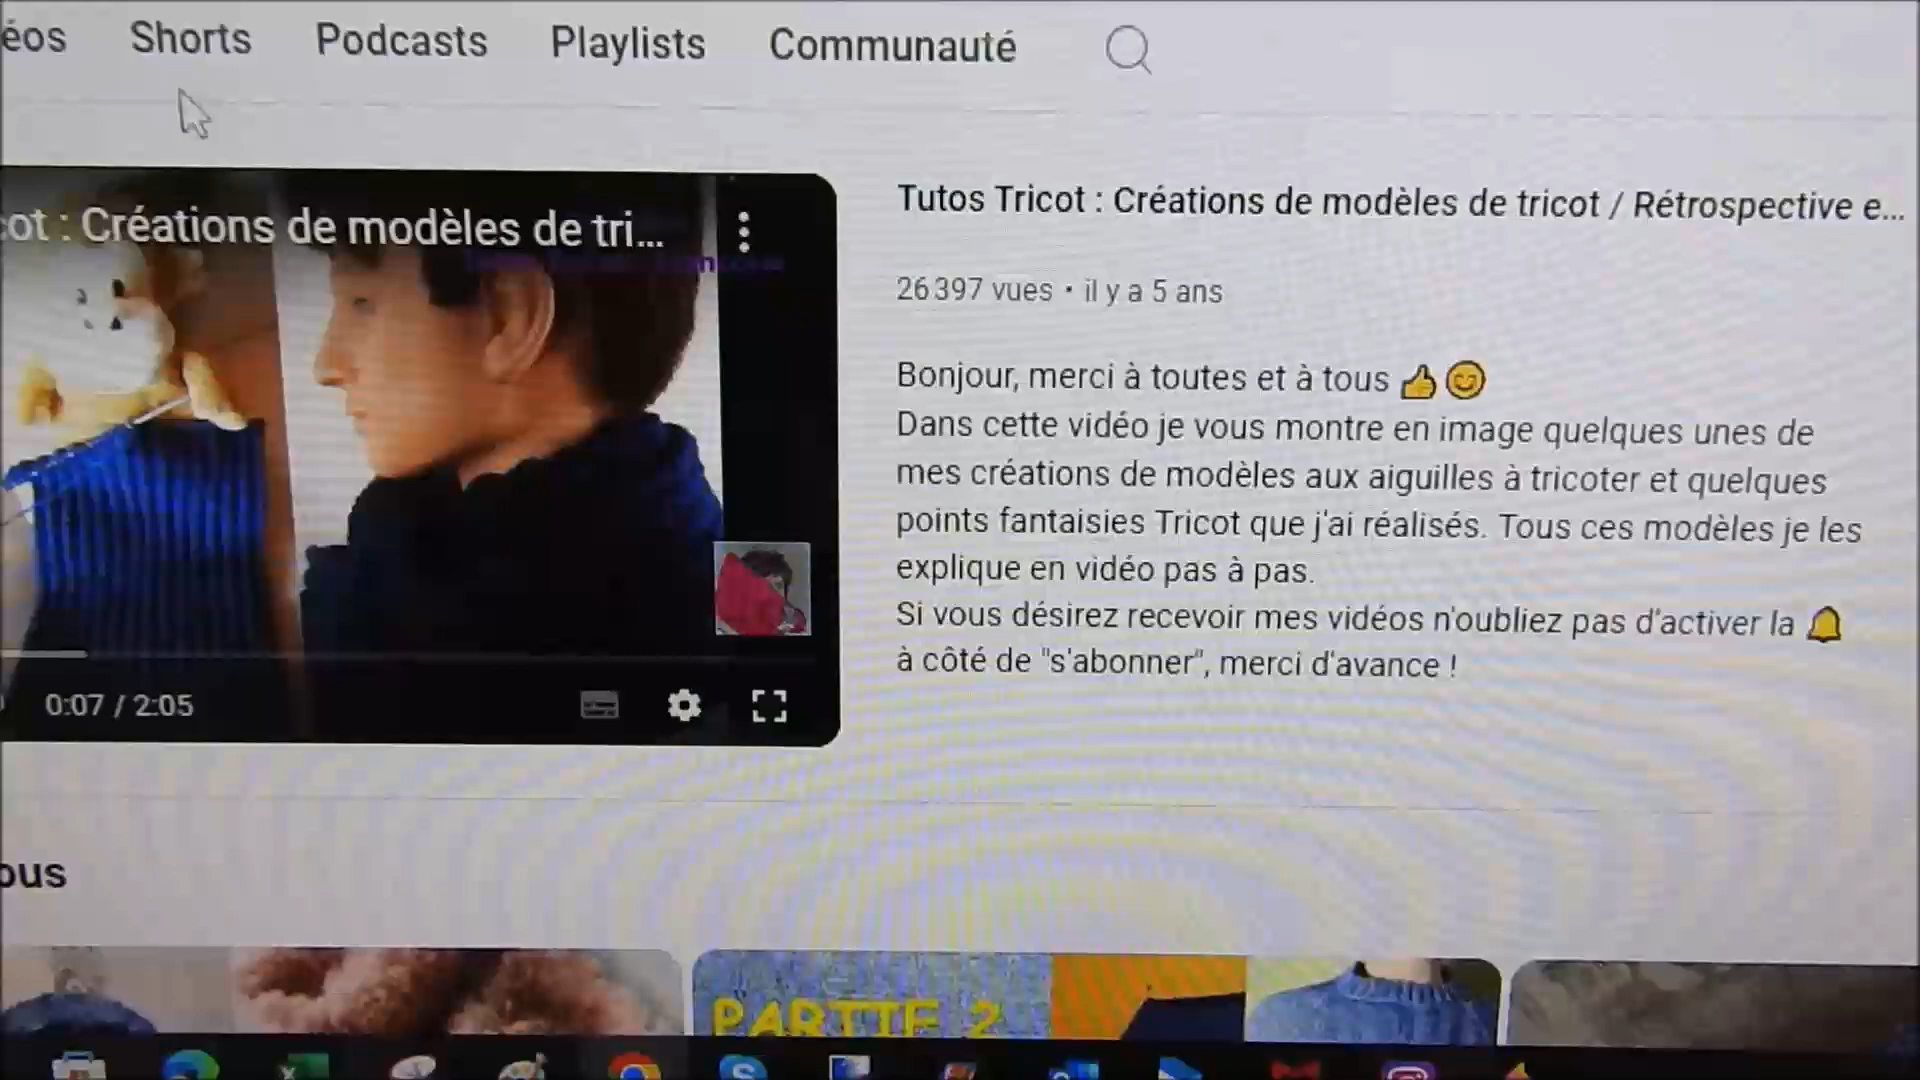 Shorts Podcasts Playlists Communauté
: Créations de modèles de tri...
Tutos Tricot : Créations de modèles de tricot / Rétrospective e...
26 397 vues • il y a 5 ans
Bonjour, merci à toutes et à tous 👍😊
Dans cette vidéo je vous montre en image quelques unes de
mes créations de modèles aux aiguilles à tricoter et quelques
points fantaisies Tricot que j'ai réalisés. Tous ces modèles je les
explique en vidéo pas à pas.
Si vous désirez recevoir mes vidéos n'oubliez pas d'activer la 🔔
à côté de "s'abonner", merci d'avance !
0:07 / 2:05
PARTIE 2